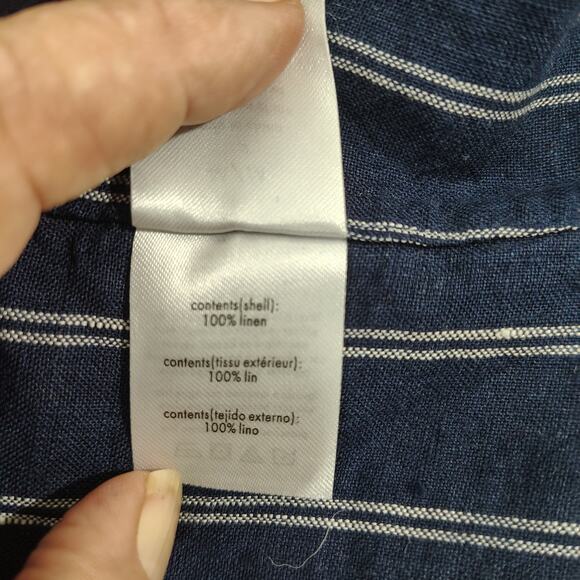 contents(shell):
100% linen
contents(tissu extérieur):
100% lin
contents(tejido externo):
100% lino